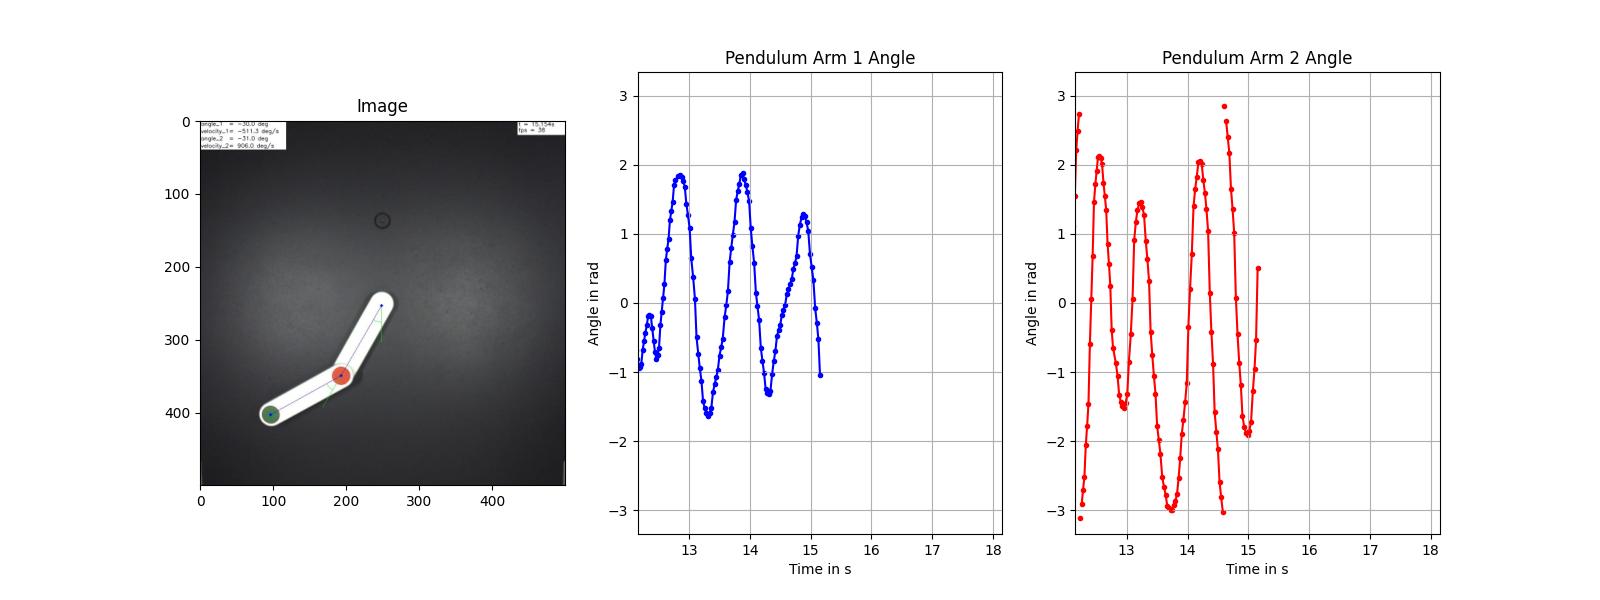 Image
angle_1 = -30.0 deg
velocity_1= -511.3 deg/s
angle_2 = -31.0 deg
velocity_2= 906.0 deg/s
t = 15.154s
fps = 38
0
100
200
300
400
0 100 200 300 400
Pendulum Arm 1 Angle
Angle in rad
3
2
1
0
−1
−2
−3
13 14 15 16 17 18
Time in s
Pendulum Arm 2 Angle
Angle in rad
3
2
1
0
−1
−2
−3
13 14 15 16 17 18
Time in s